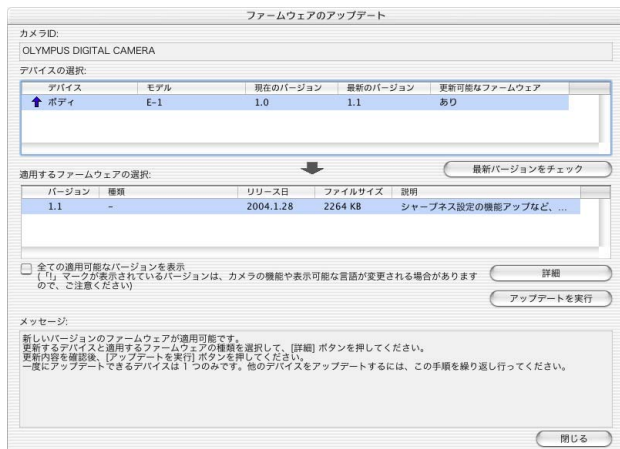 ファームウェアのアップデート
カメラID:
OLYMPUS DIGITAL CAMERA
デバイスの選択:
デバイス モデル 現在のバージョン 最新のバージョン 更新可能なファームウェア
ボディ E-1 1.0 1.1 あり
最新バージョンをチェック
適用するファームウェアの選択:
バージョン 種類 リリース日 ファイルサイズ 説明
1.1 – 2004.1.28 2264 KB シャープネス設定の機能アップなど、...
全ての適用可能なバージョンを表示
(「!」マークが表示されているバージョンは、カメラの機能や表示可能な言語が変更される場合があります
ので、ご注意ください)
詳細
アップデートを実行
メッセージ:
新しいバージョンのファームウェアが適用可能です。
更新するデバイスと適用するファームウェアの種類を選択して、[詳細] ボタンを押してください。
更新内容を確認後、[アップデートを実行] ボタンを押してください。
一度にアップデートできるデバイスは 1 つのみです。他のデバイスをアップデートするには、この手順を繰り返し行ってください。
閉じる